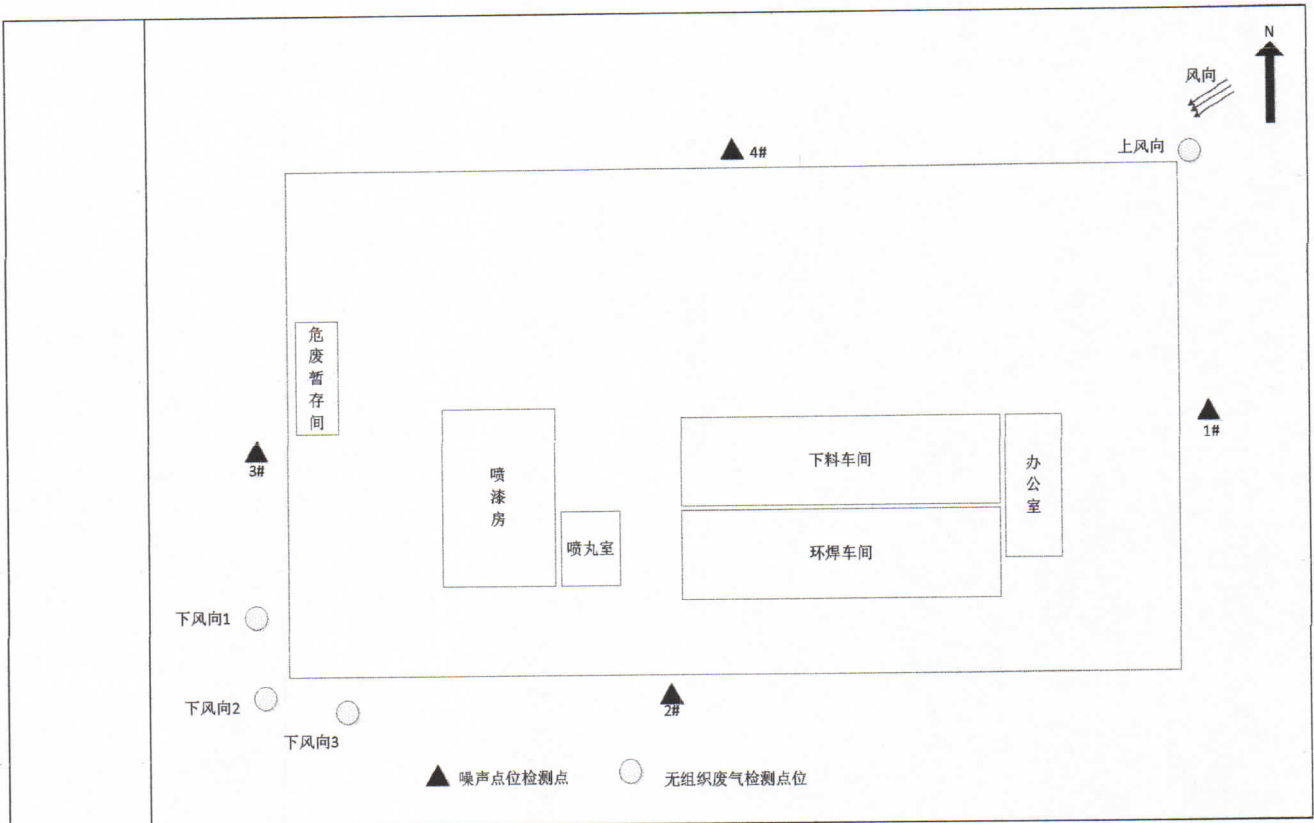 N
风向
上风向
4#
危废暂存间
1#
下料车间
办公室
3#
喷漆房
喷丸室
环焊车间
下风向1
下风向2
2#
下风向3
噪声点位检测点
无组织废气检测点位